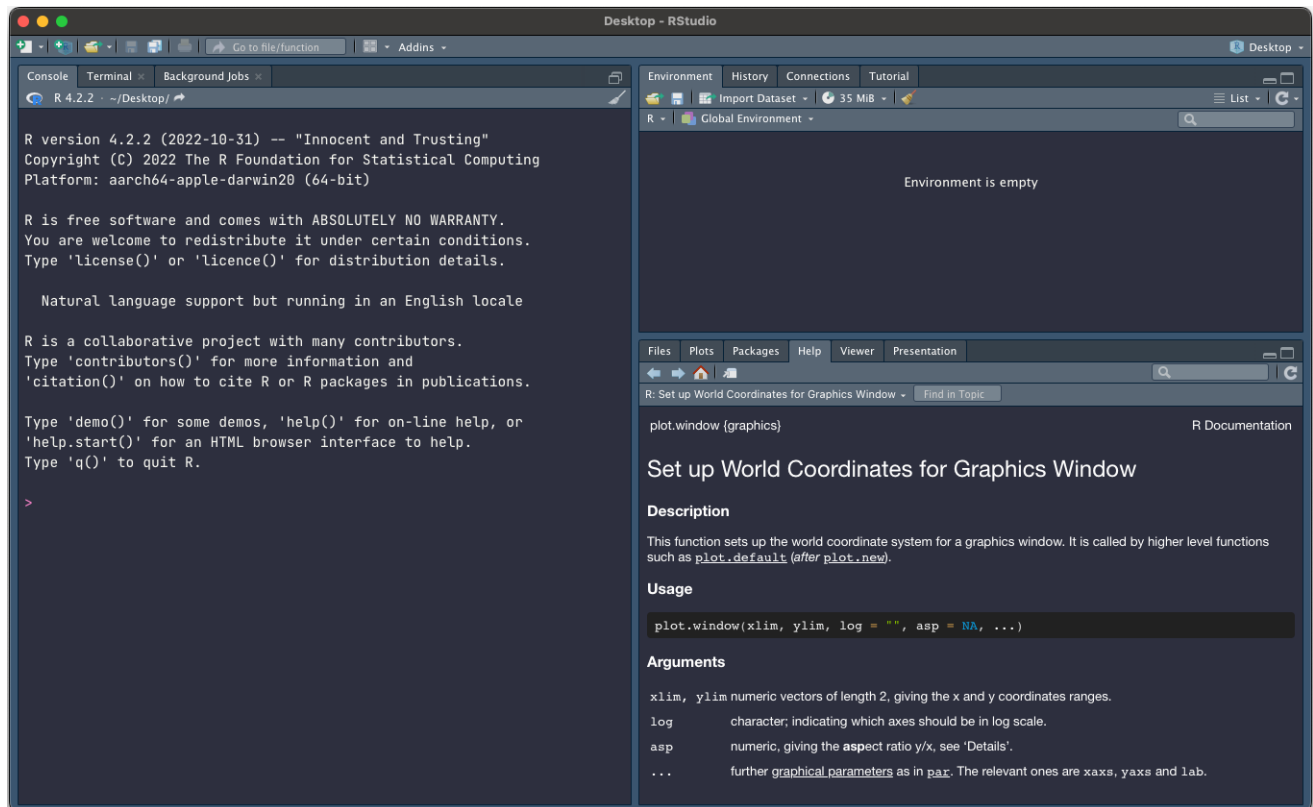 Desktop - RStudio
Go to file/function
Addins
Desktop
Console Terminal Background Jobs
R 4.2.2 · ~/Desktop/
R version 4.2.2 (2022-10-31) -- "Innocent and Trusting"
Copyright (C) 2022 The R Foundation for Statistical Computing
Platform: aarch64-apple-darwin20 (64-bit)
R is free software and comes with ABSOLUTELY NO WARRANTY.
You are welcome to redistribute it under certain conditions.
Type 'license()' or 'licence()' for distribution details.
Natural language support but running in an English locale
R is a collaborative project with many contributors.
Type 'contributors()' for more information and
'citation()' on how to cite R or R packages in publications.
Type 'demo()' for some demos, 'help()' for on-line help, or
'help.start()' for an HTML browser interface to help.
Type 'q()' to quit R.
>
Environment History Connections Tutorial
Import Dataset 35 MiB List
R Global Environment
Environment is empty
Files Plots Packages Help Viewer Presentation
R: Set up World Coordinates for Graphics Window Find in Topic
plot.window {graphics} R Documentation
Set up World Coordinates for Graphics Window
Description
This function sets up the world coordinate system for a graphics window. It is called by higher level functions
such as plot.default (after plot.new).
Usage
plot.window(xlim, ylim, log = "", asp = NA, ...)
Arguments
xlim, ylim numeric vectors of length 2, giving the x and y coordinates ranges.
log character; indicating which axes should be in log scale.
asp numeric, giving the aspect ratio y/x, see ‘Details’.
... further graphical parameters as in par. The relevant ones are xaxs, yaxs and lab.